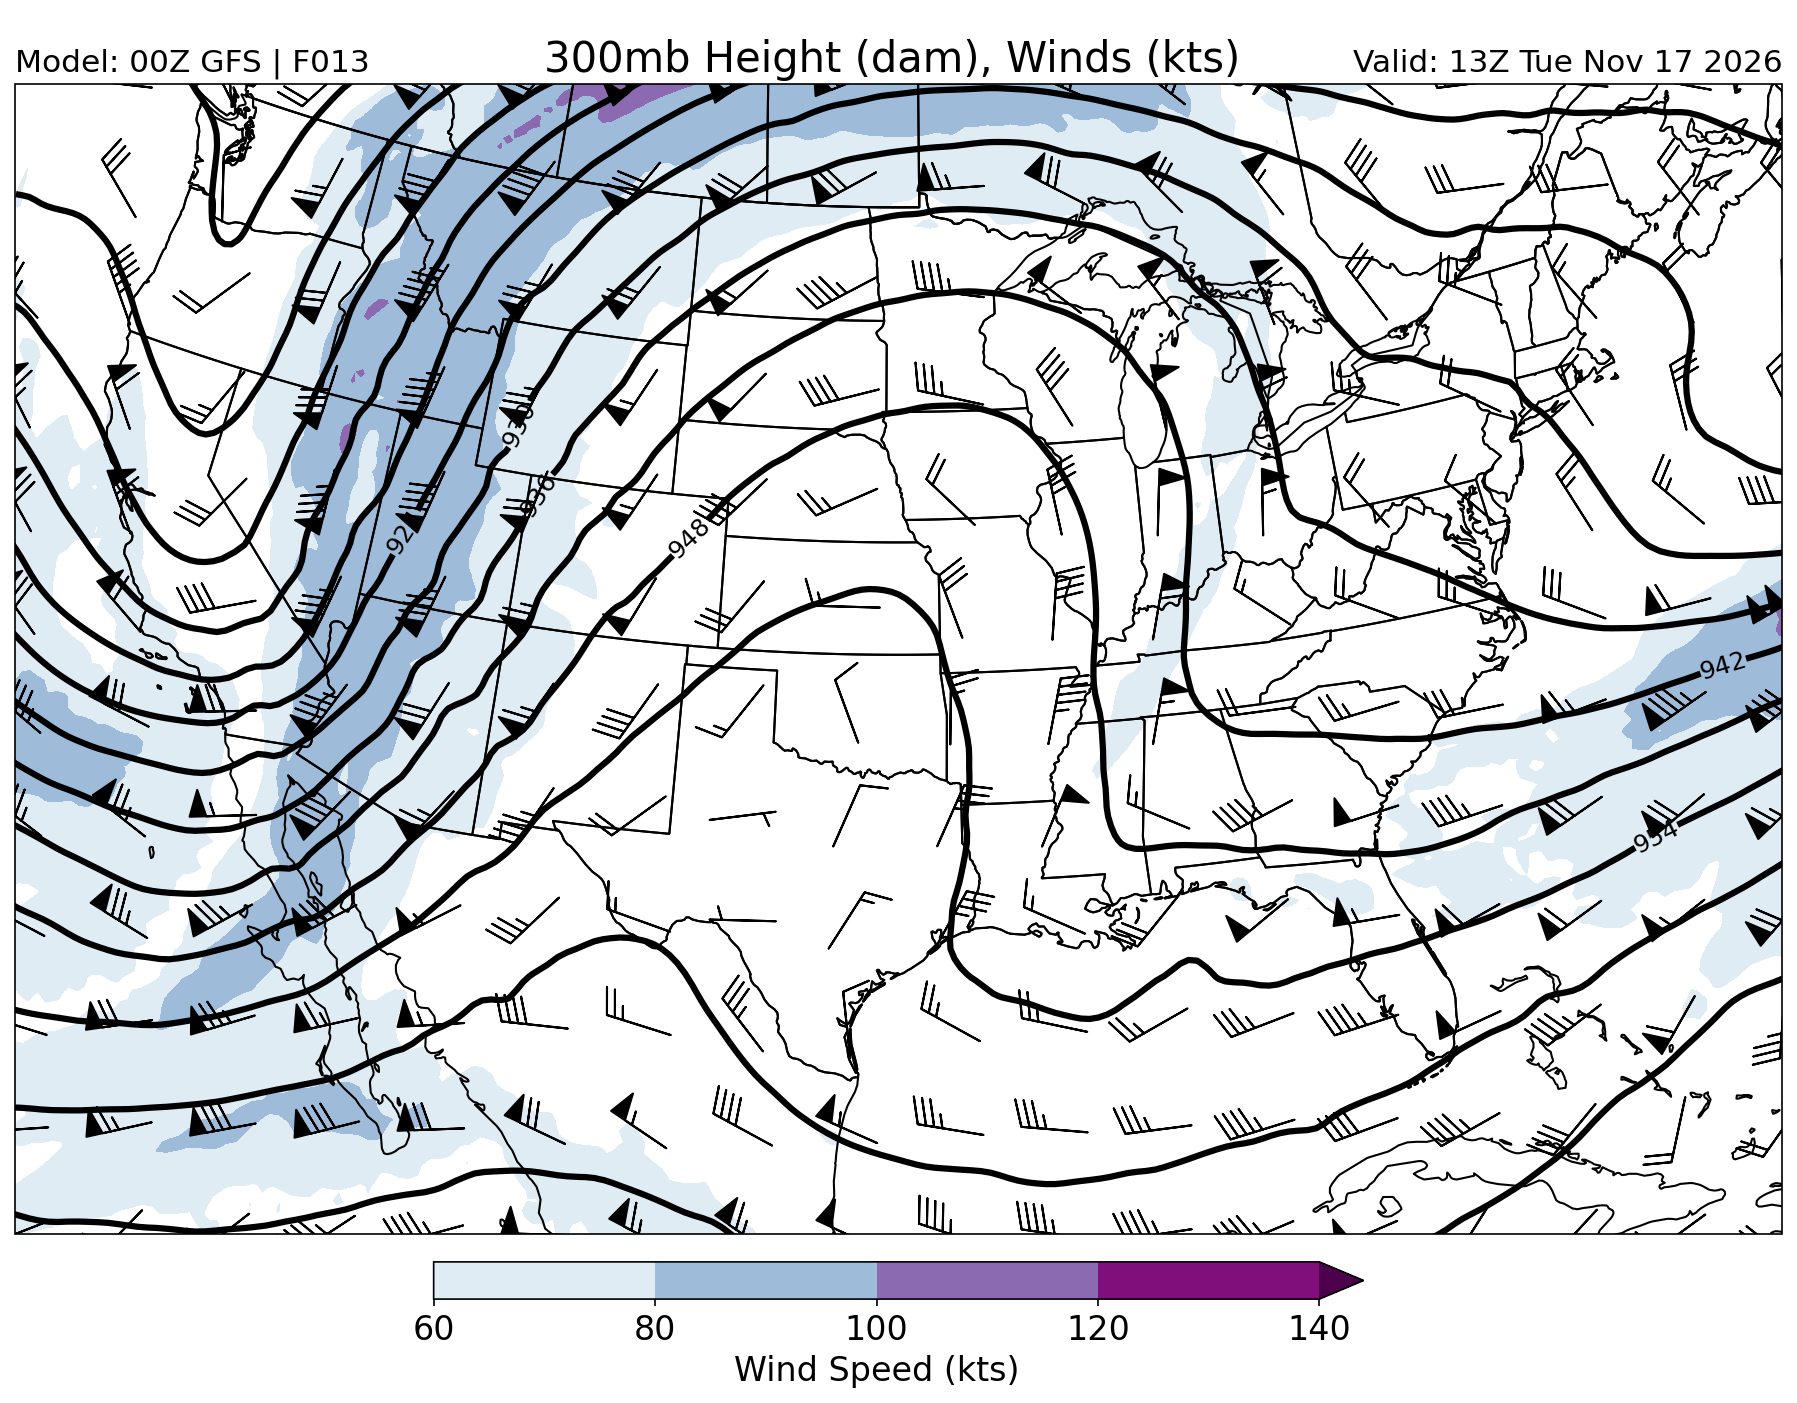 Model: 00Z GFS | F013
300mb Height (dam), Winds (kts)
Valid: 13Z Tue Nov 17 2026
936
948
942
954
60
80
100
120
140
Wind Speed (kts)